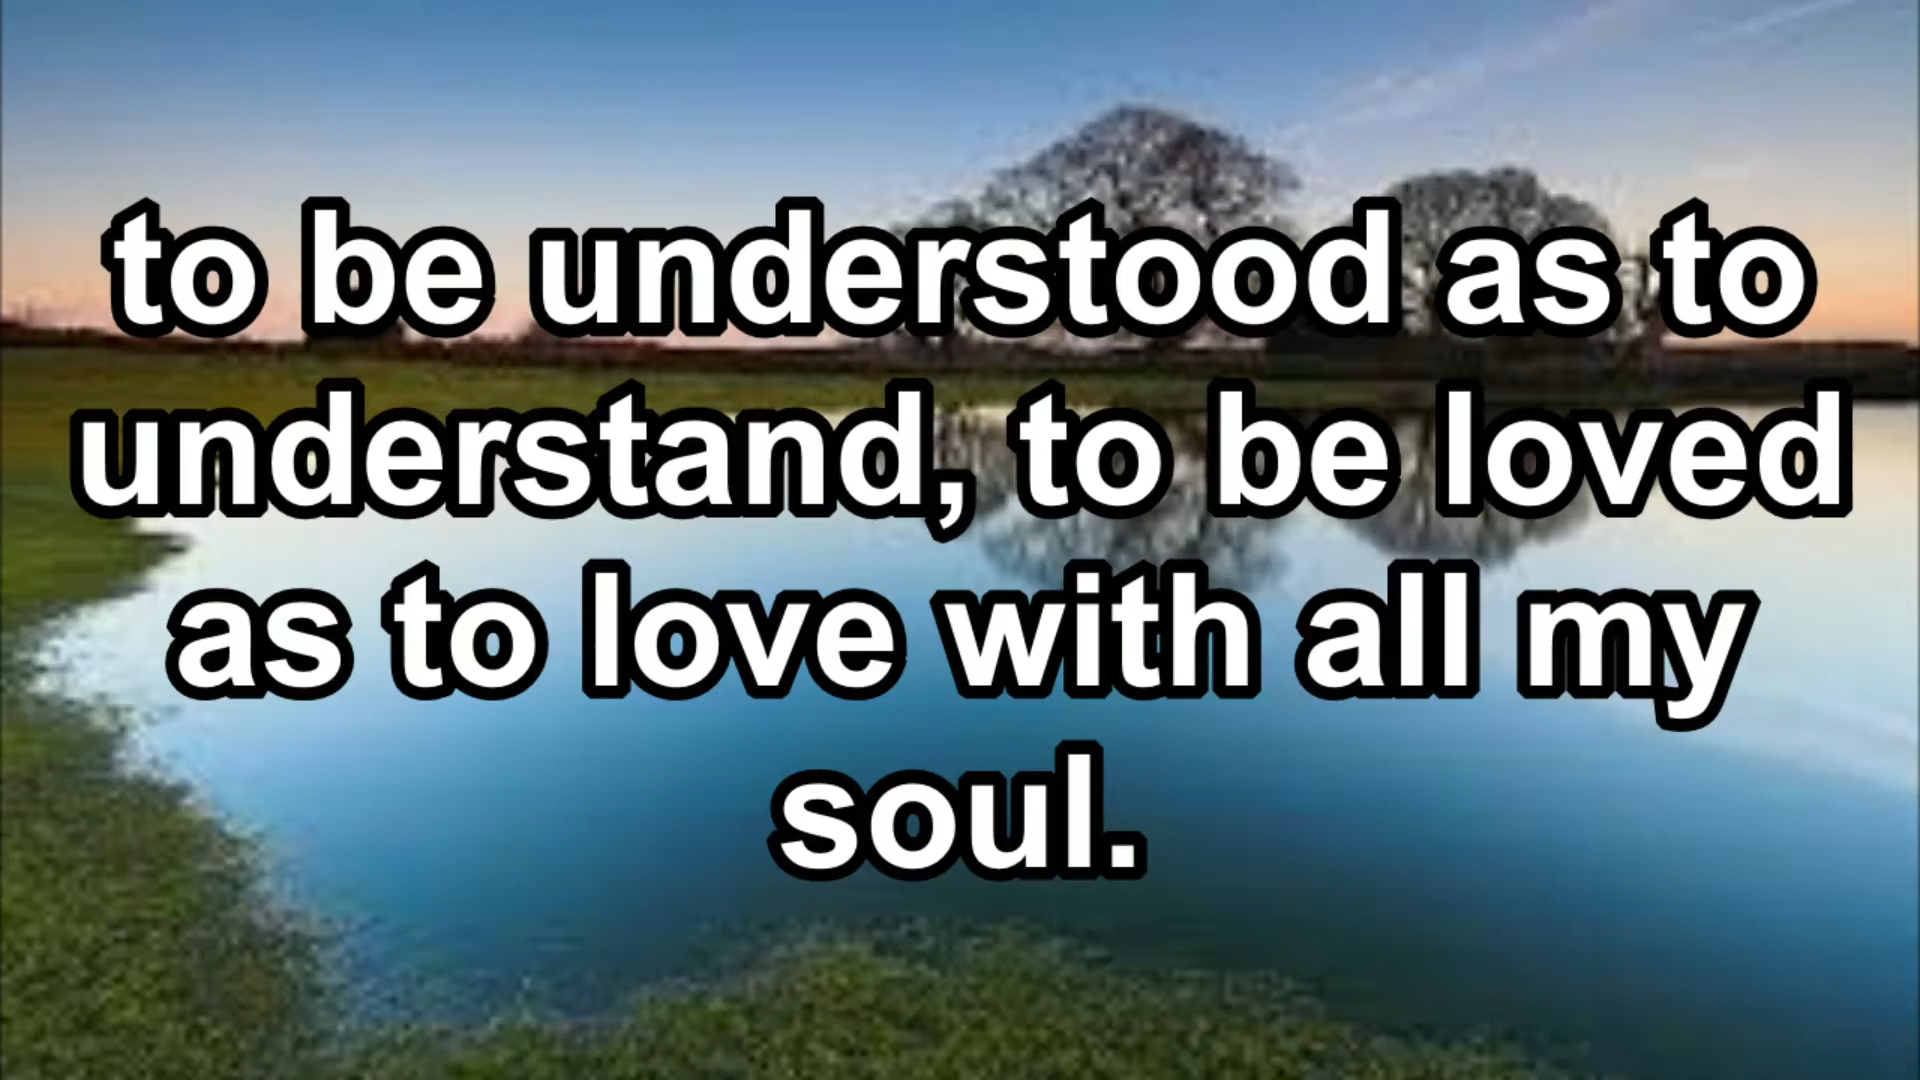 to be understood as to
understand, to be loved
as to love with all my
soul.